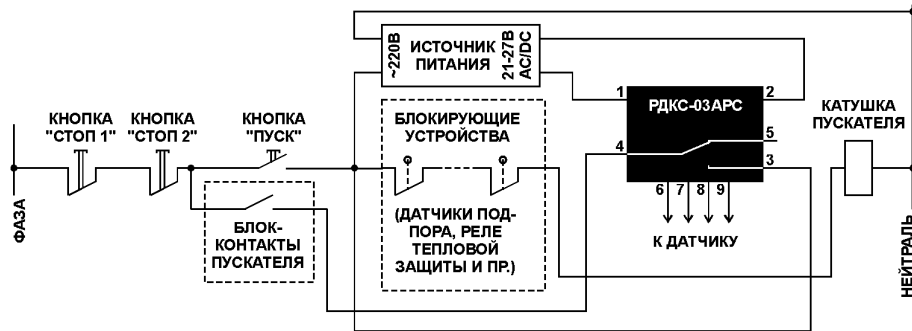 ~220В
ИСТОЧНИК
ПИТАНИЯ
21-27В
AC/DC
1
РДКС-03АРС
2
КАТУШКА
ПУСКАТЕЛЯ
КНОПКА
"СТОП 1"
КНОПКА
"СТОП 2"
КНОПКА
"ПУСК"
БЛОКИРУЮЩИЕ
УСТРОЙСТВА
4
5
3
6 7 8 9
ФАЗА
(ДАТЧИКИ ПОД-
ПОРА, РЕЛЕ
ТЕПЛОВОЙ
ЗАЩИТЫ И ПР.)
К ДАТЧИКУ
БЛОК-
КОНТАКТЫ
ПУСКАТЕЛЯ
НЕЙТРАЛЬ